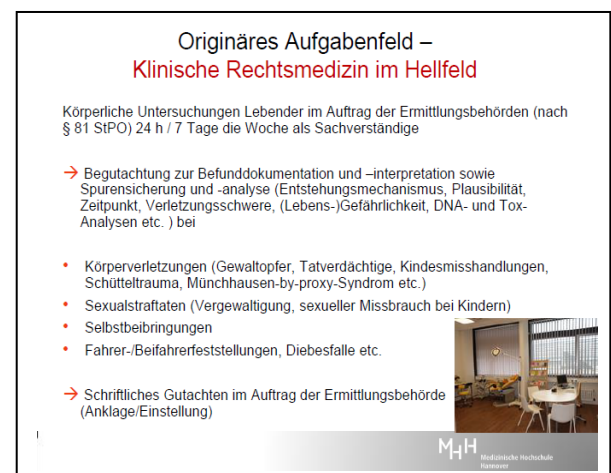 Originäres Aufgabenfeld –
Klinische Rechtsmedizin im Hellfeld
Körperliche Untersuchungen Lebender im Auftrag der Ermittlungsbehörden (nach
§ 81 StPO) 24 h / 7 Tage die Woche als Sachverständige
→ Begutachtung zur Befunddokumentation und –interpretation sowie
Spurensicherung und -analyse (Entstehungsmechanismus, Plausibilität,
Zeitpunkt, Verletzungsschwere, (Lebens-)Gefährlichkeit, DNA- und Tox-
Analysen etc. ) bei
• Körperverletzungen (Gewaltopfer, Tatverdächtige, Kindesmisshandlungen,
Schütteltrauma, Münchhausen-by-proxy-Syndrom etc.)
• Sexualstraftaten (Vergewaltigung, sexueller Missbrauch bei Kindern)
• Selbstbeibringungen
• Fahrer-/Beifahrerfeststellungen, Diebesfalle etc.
→ Schriftliches Gutachten im Auftrag der Ermittlungsbehörde
(Anklage/Einstellung)
MHH Medizinische Hochschule
Hannover